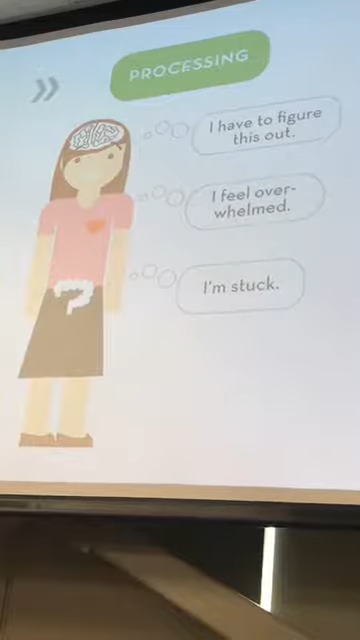 PROCESSING
I have to figure
this out.
I feel over-
whelmed.
I'm stuck.